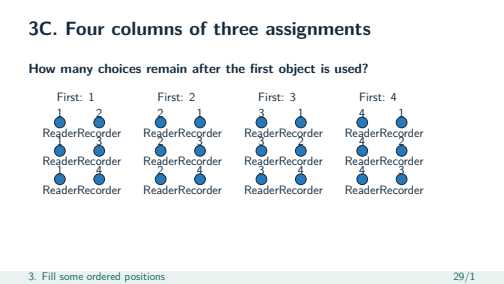 3C. Four columns of three assignments
How many choices remain after the first object is used?
First: 1 First: 2 First: 3 First: 4
1 2 2 1 3 1 4 1
ReaderRecorder ReaderRecorder ReaderRecorder ReaderRecorder
1 3 2 3 3 2 4 2
ReaderRecorder ReaderRecorder ReaderRecorder ReaderRecorder
1 4 2 4 3 4 4 3
ReaderRecorder ReaderRecorder ReaderRecorder ReaderRecorder
3. Fill some ordered positions 29/1